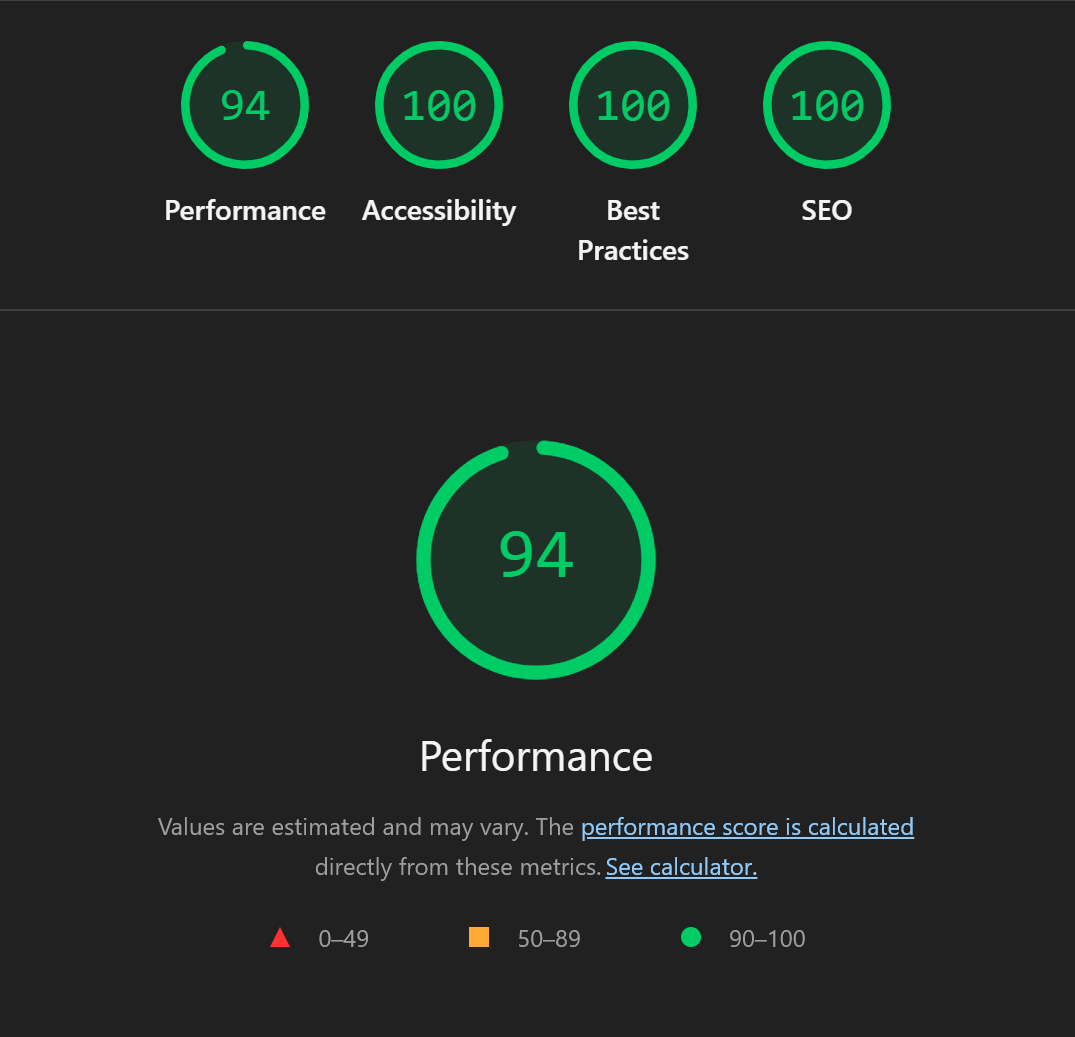 94
100
100
100
Performance
Accessibility
Best
Practices
SEO
94
Performance
Values are estimated and may vary. The performance score is calculated
directly from these metrics. See calculator.
0–49
50–89
90–100